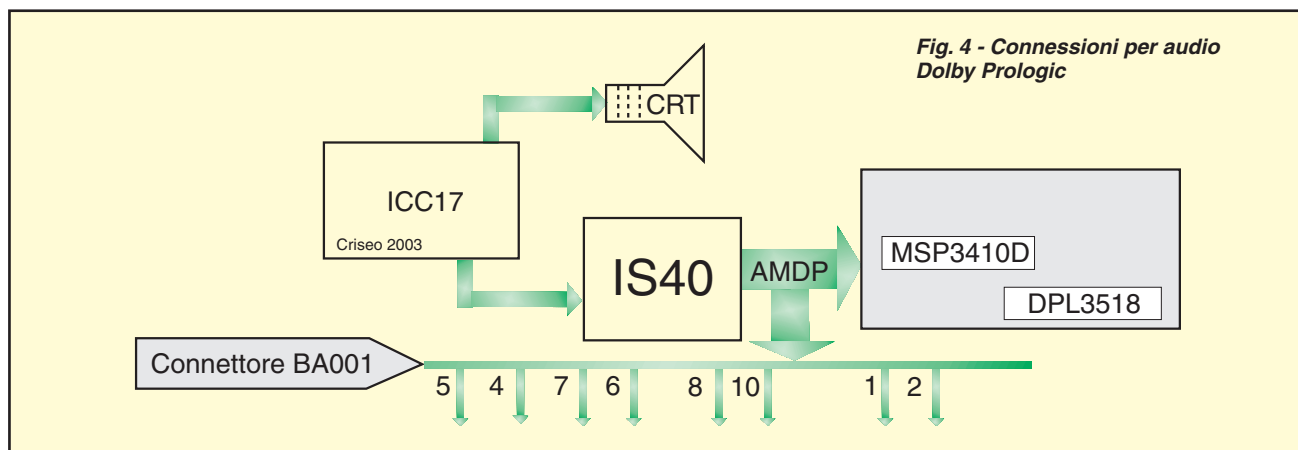 Fig. 4 - Connessioni per audio
Dolby Prologic
CRT
ICC17
Criseo 2003
IS40
AMDP
MSP3410D
DPL3518
Connettore BA001
5 4 7 6 8 10 1 2